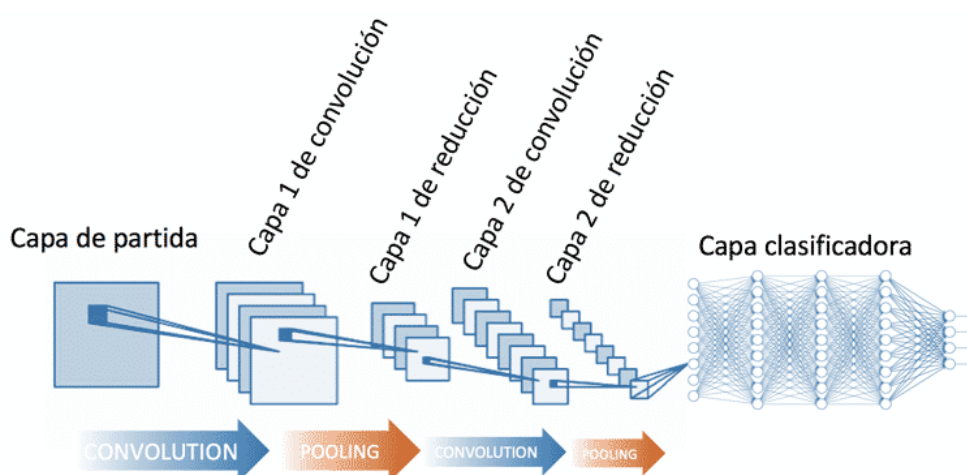 Capa de partida
Capa 1 de convolución
Capa 1 de reducción
Capa 2 de convolución
Capa 2 de reducción
Capa clasificadora
CONVOLUTION
POOLING
CONVOLUTION
POOLING